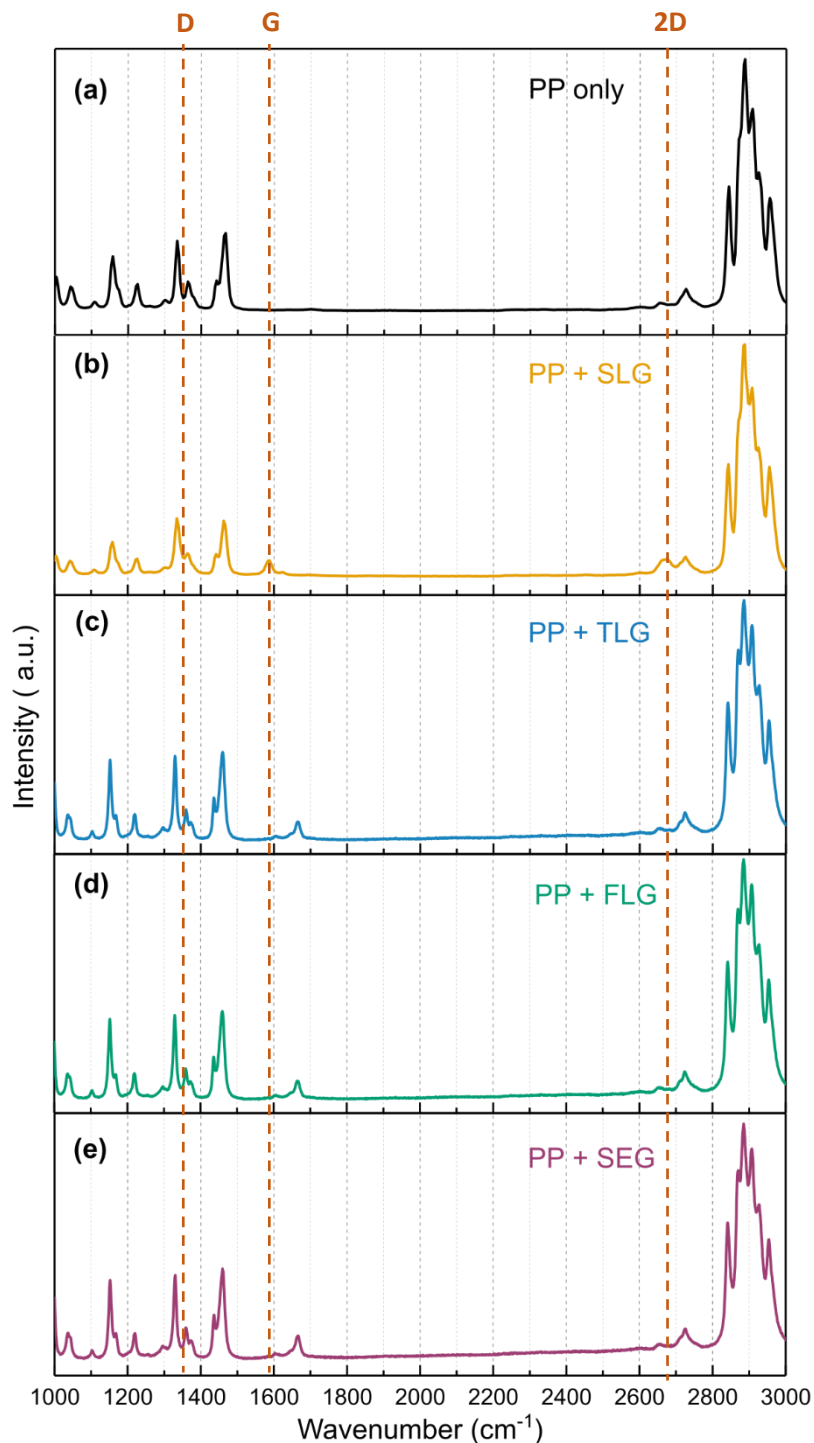 D G 2D
(a) PP only
(b) PP + SLG
(c) PP + TLG
(d) PP + FLG
(e) PP + SEG
Intensity ( a.u.)
1000 1200 1400 1600 1800 2000 2200 2400 2600 2800 3000
Wavenumber (cm⁻¹)